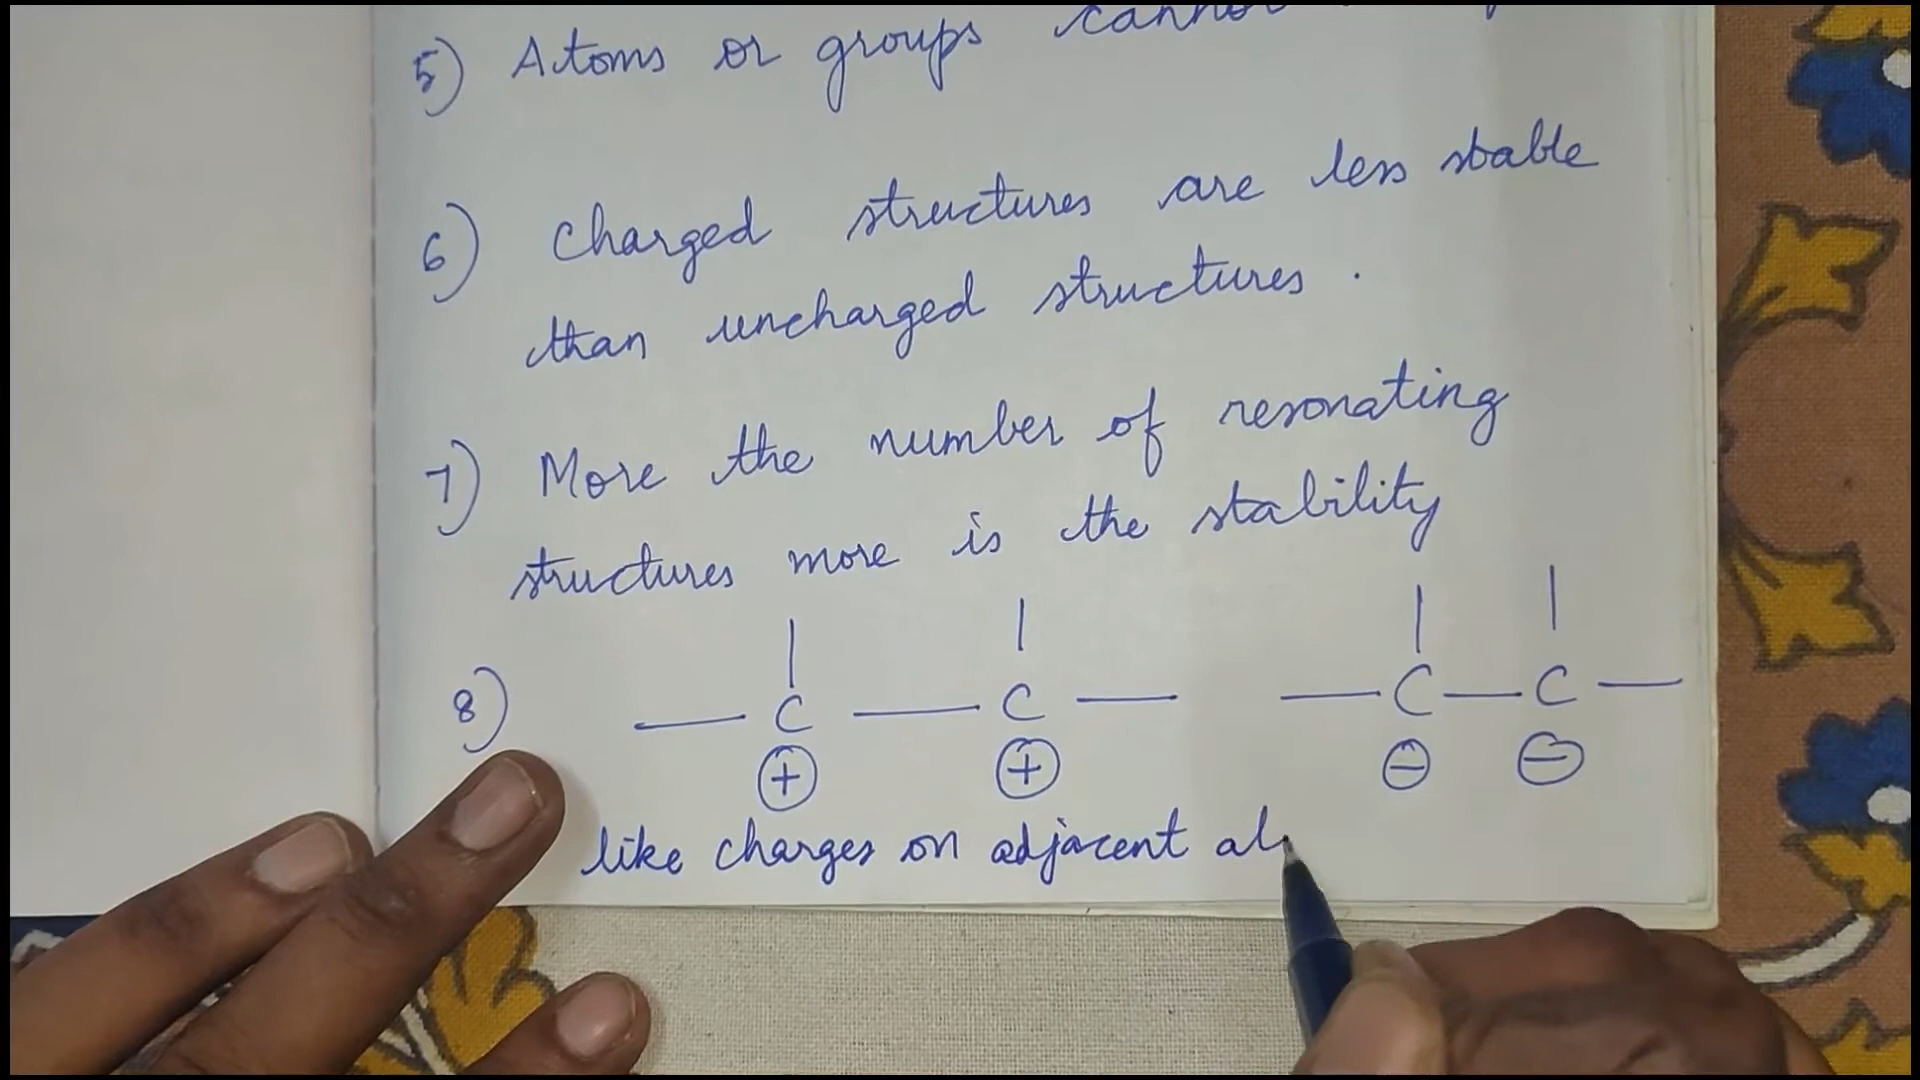 5) Atoms or groups cannot
6) Charged structures are less stable
than uncharged structures.
7) More the number of resonating
structures more is the stability
8) — C — C — — C — C —
+ + − −
like charges on adjacent